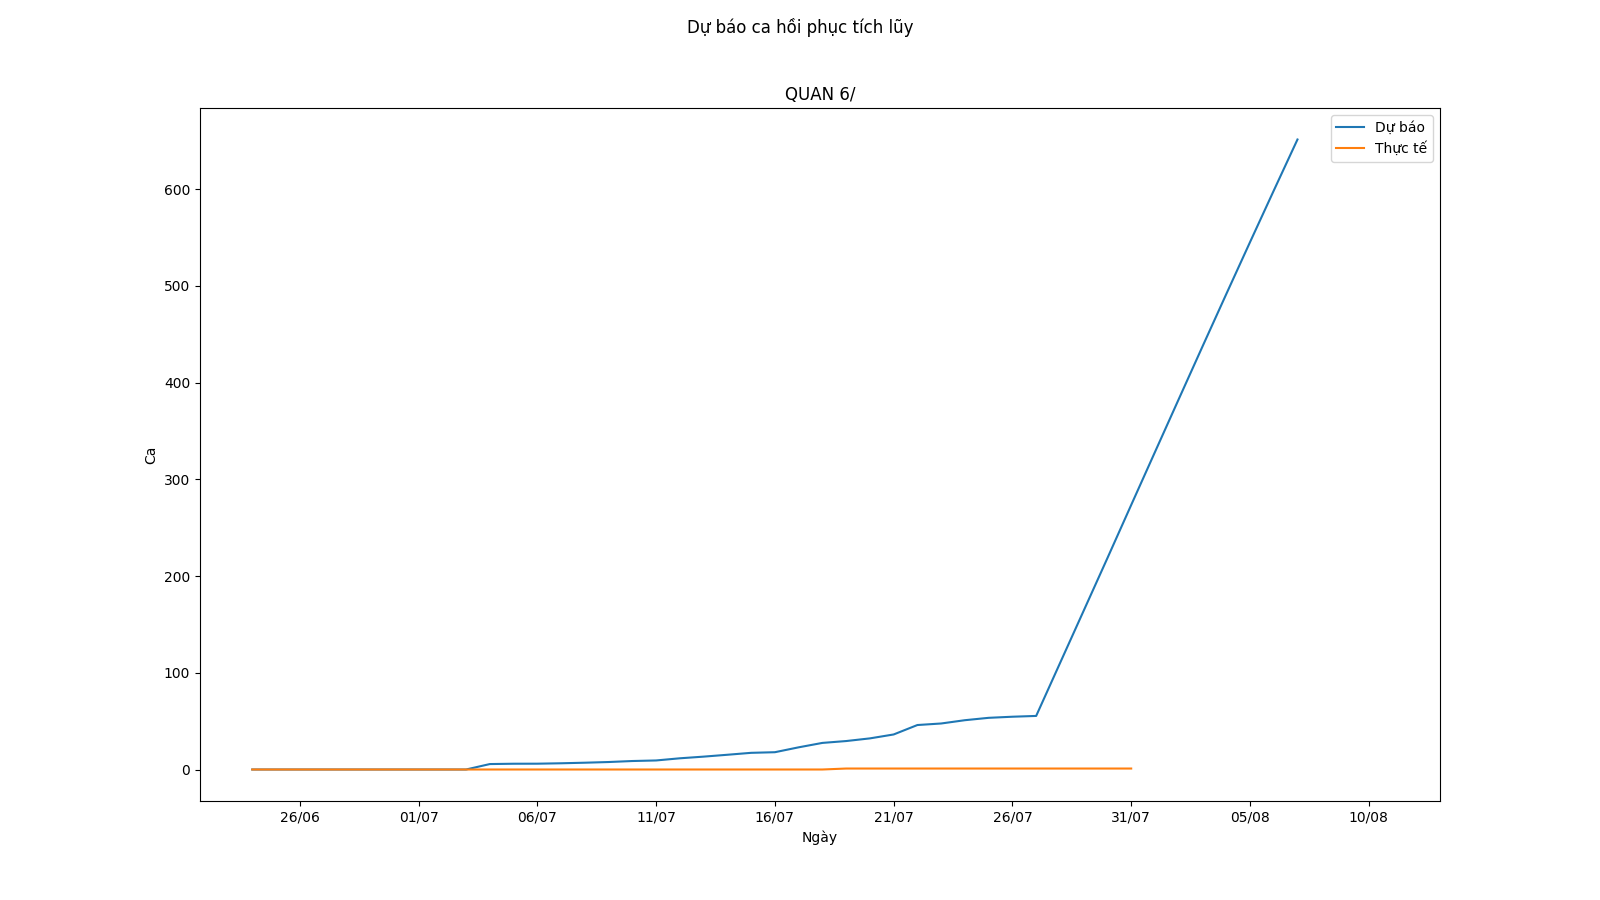 Dự báo ca hồi phục tích lũy
QUAN 6/
Dự báo
Thực tế
600
500
400
300
200
100
0
Ca
26/06
01/07
06/07
11/07
16/07
21/07
26/07
31/07
05/08
10/08
Ngày